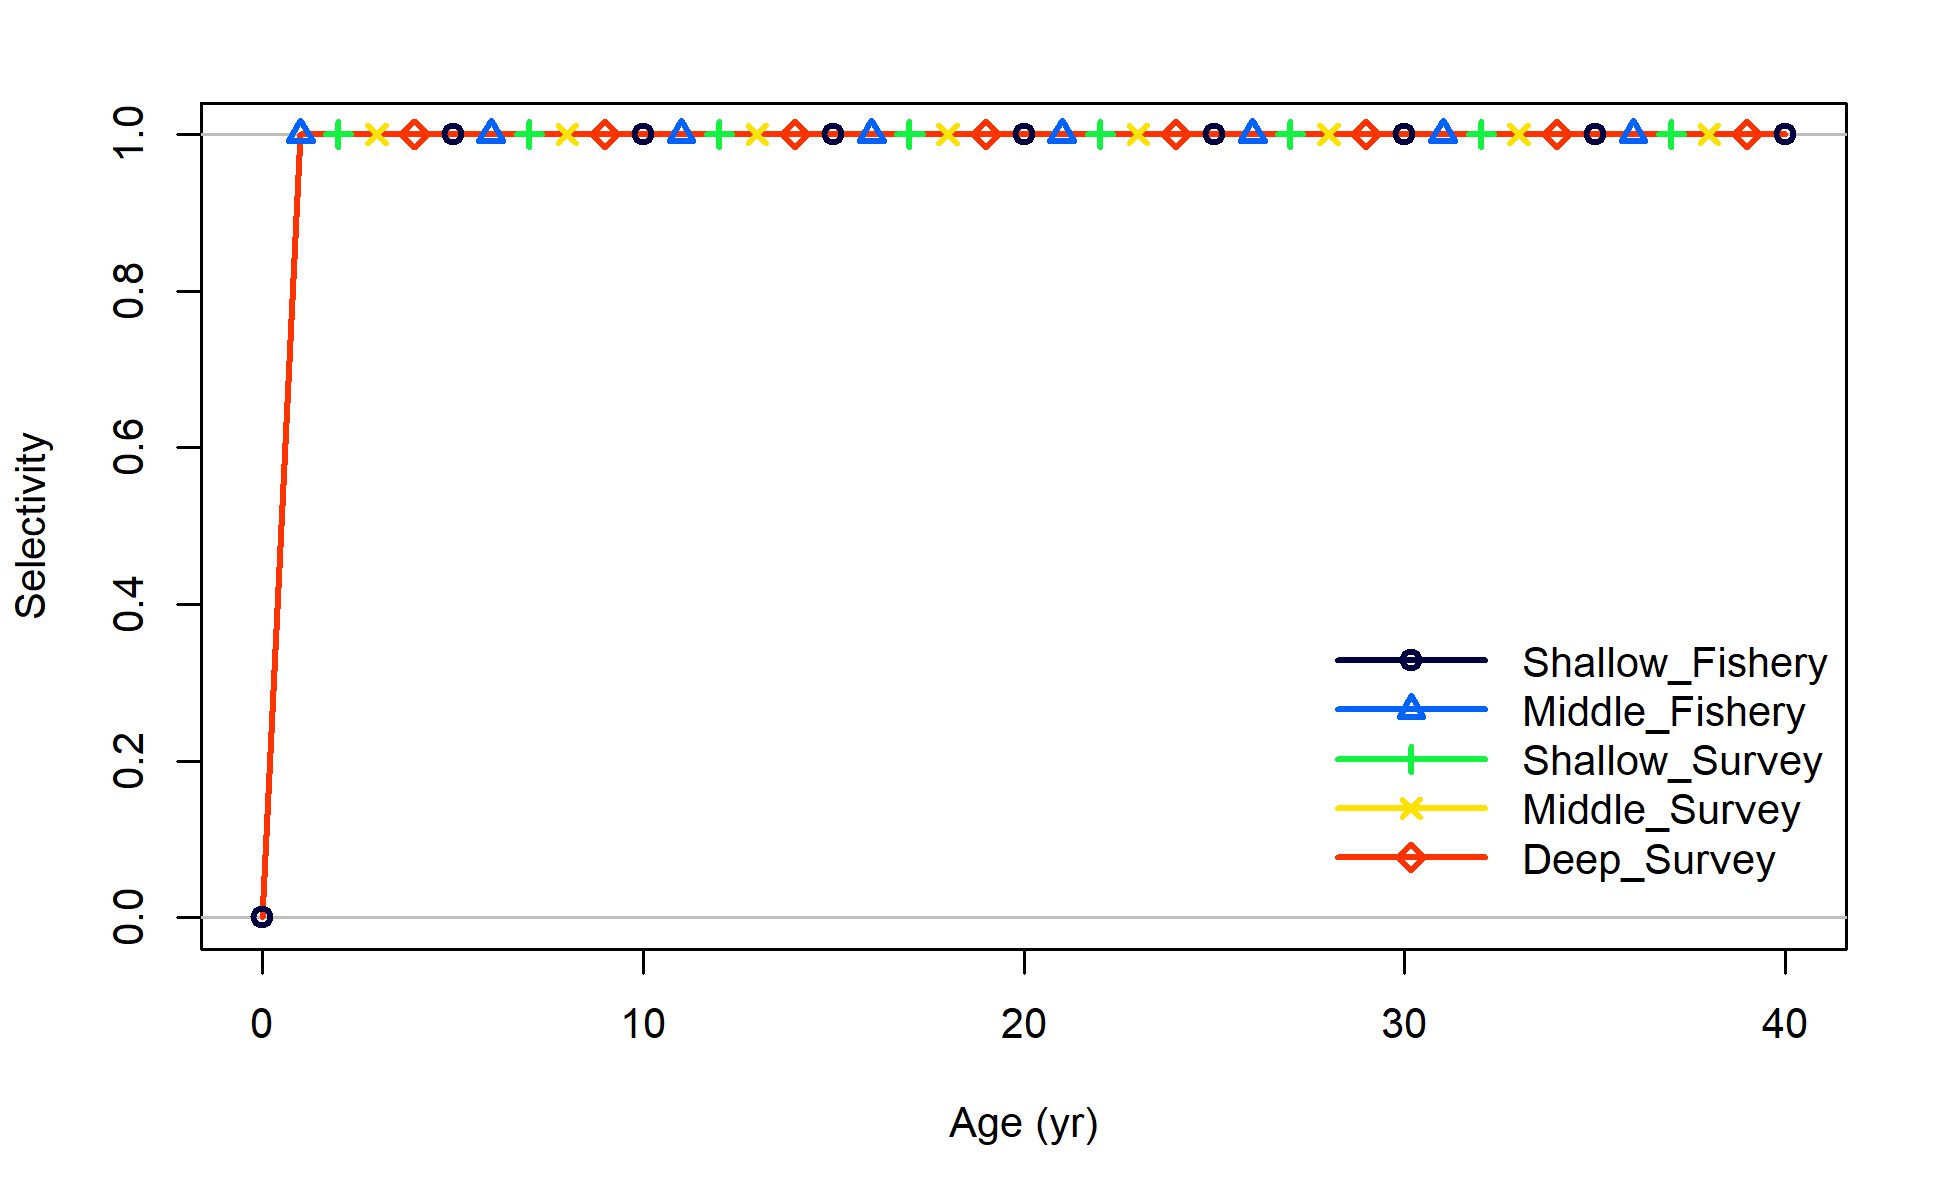 1.0
0.8
0.6
0.4
0.2
0.0
Selectivity
Shallow_Fishery
Middle_Fishery
Shallow_Survey
Middle_Survey
Deep_Survey
0 10 20 30 40
Age (yr)